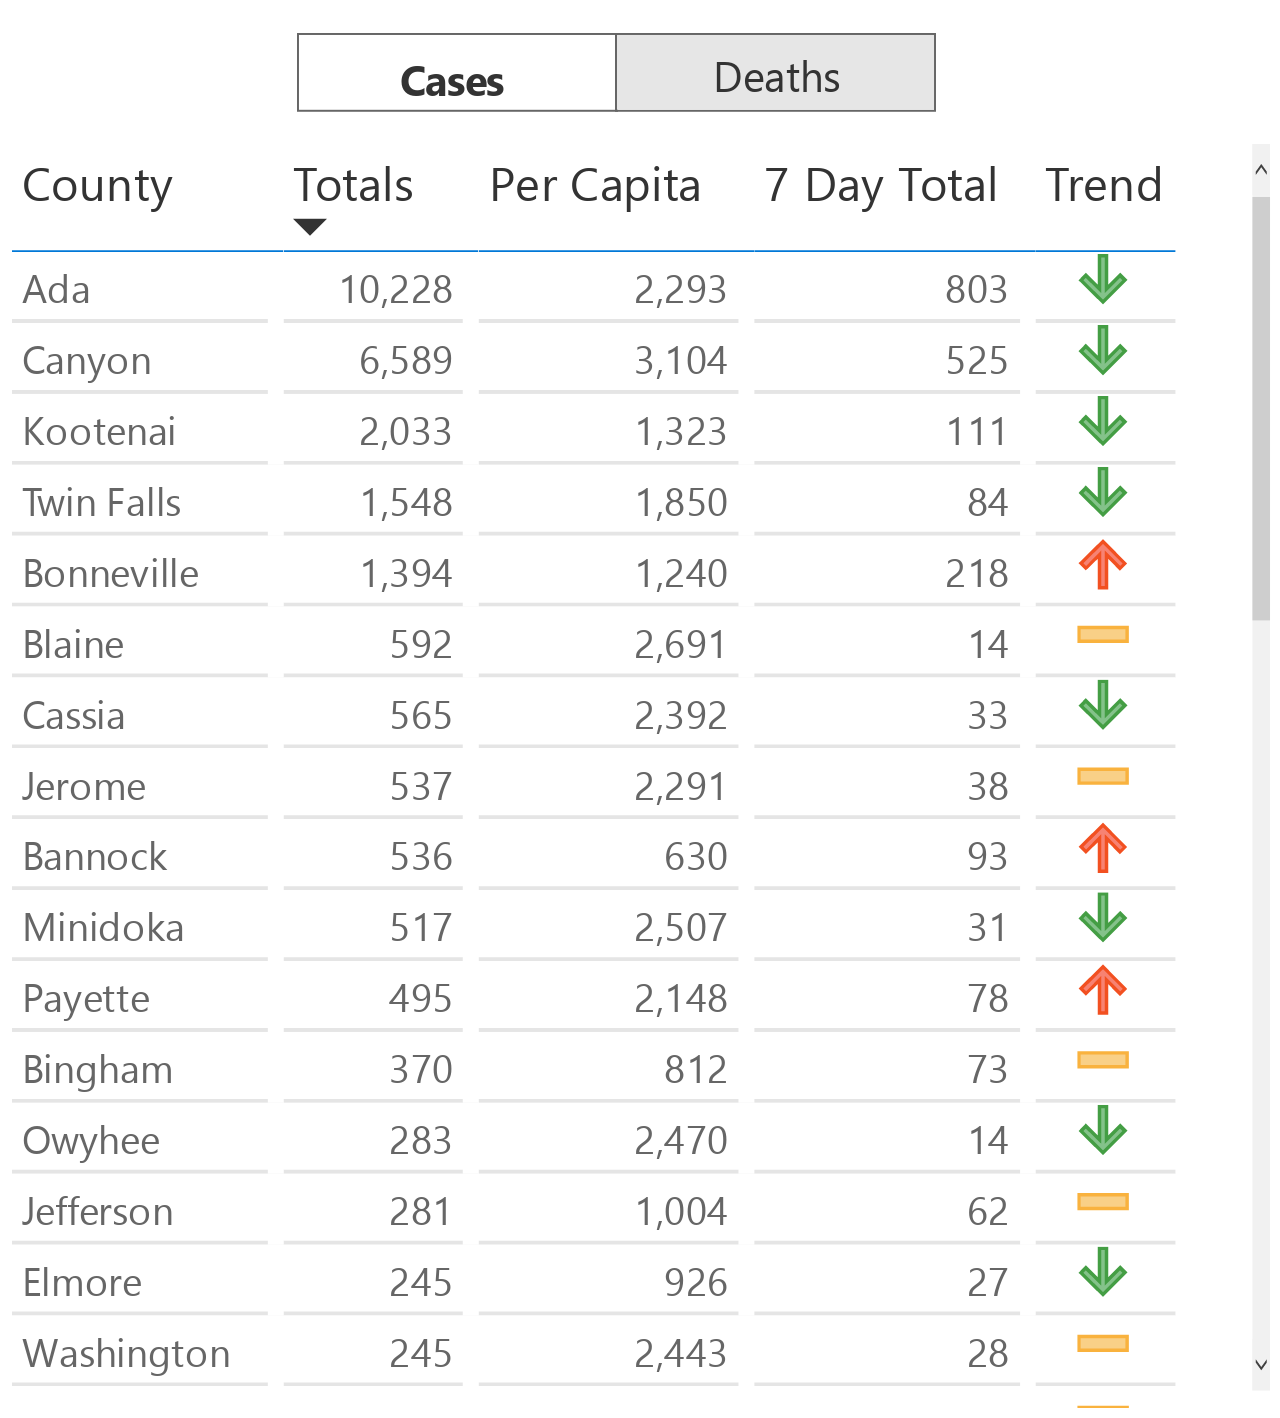 Cases Deaths
County Totals Per Capita 7 Day Total Trend
Ada 10,228 2,293 803
Canyon 6,589 3,104 525
Kootenai 2,033 1,323 111
Twin Falls 1,548 1,850 84
Bonneville 1,394 1,240 218
Blaine 592 2,691 14
Cassia 565 2,392 33
Jerome 537 2,291 38
Bannock 536 630 93
Minidoka 517 2,507 31
Payette 495 2,148 78
Bingham 370 812 73
Owyhee 283 2,470 14
Jefferson 281 1,004 62
Elmore 245 926 27
Washington 245 2,443 28